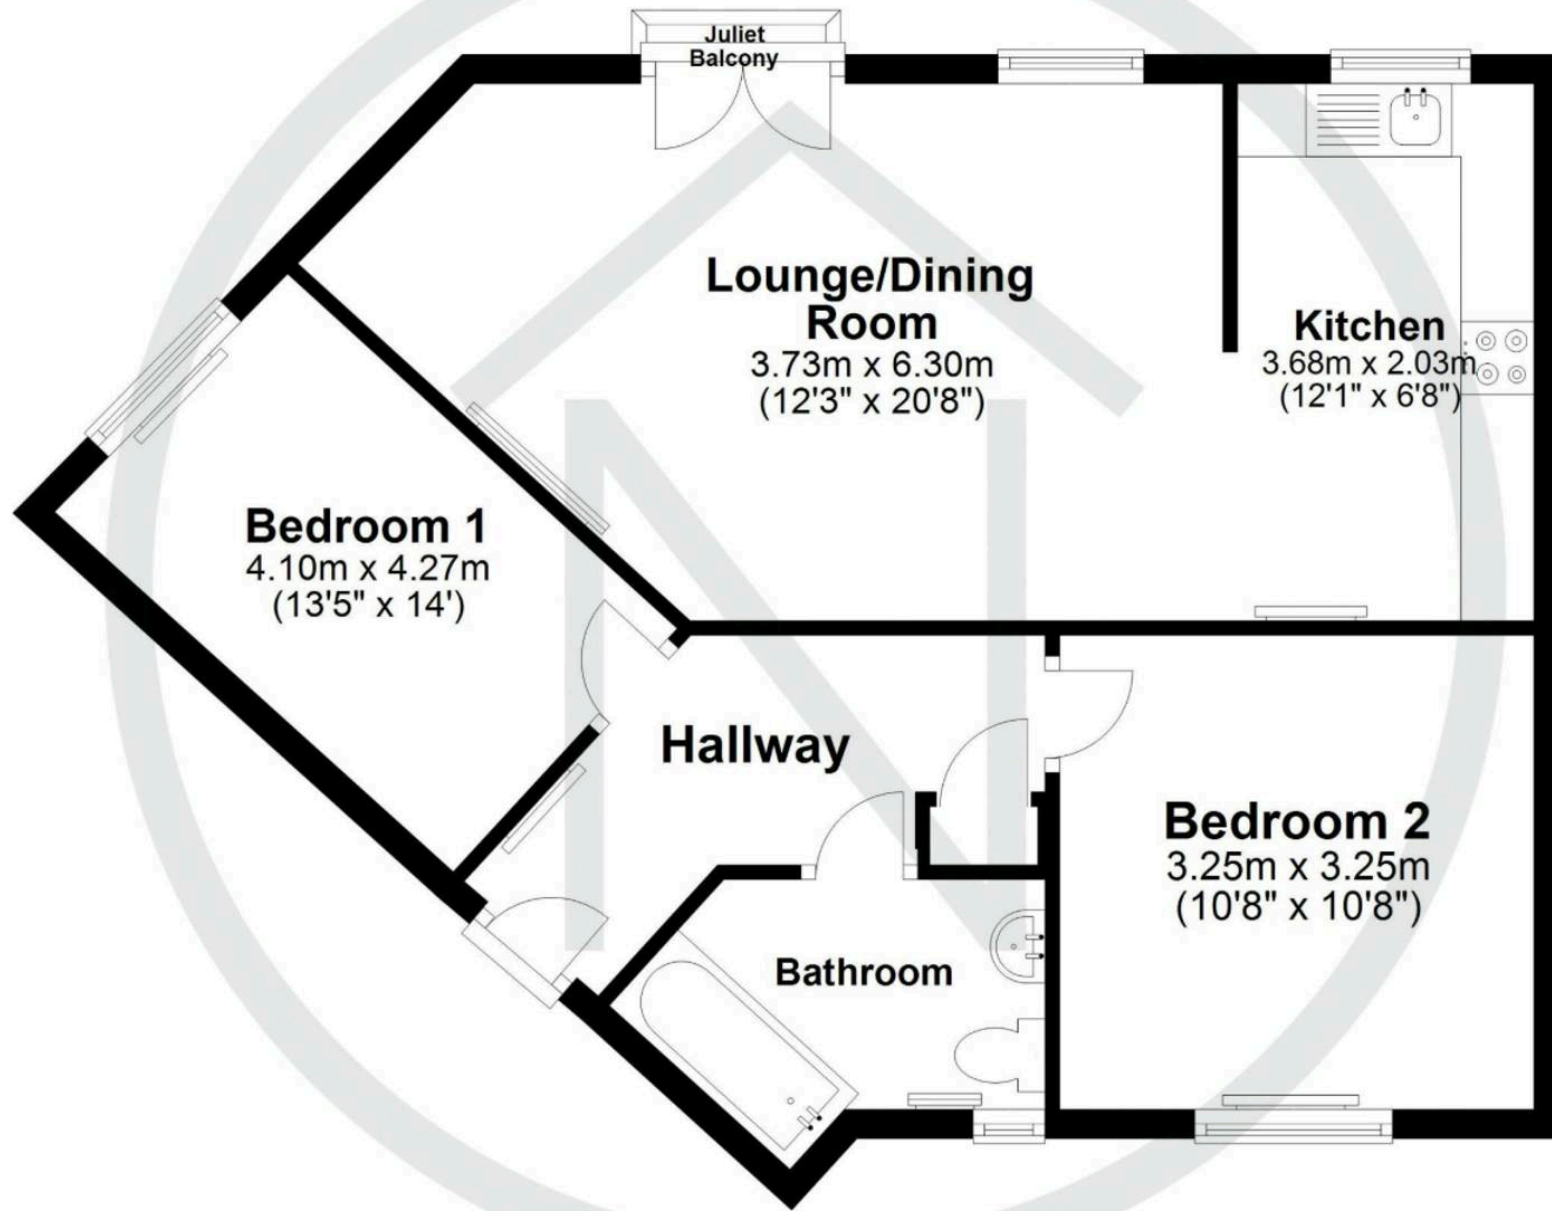 Juliet
Balcony
Lounge/Dining
Room
3.73m x 6.30m
(12'3" x 20'8")
Kitchen
3.68m x 2.03m
(12'1" x 6'8")
Bedroom 1
4.10m x 4.27m
(13'5" x 14')
Hallway
Bedroom 2
3.25m x 3.25m
(10'8" x 10'8")
Bathroom